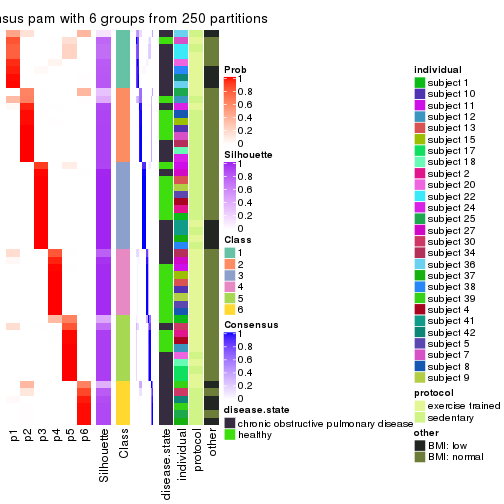 sus pam with 6 groups from 250 partitions
Prob
1
0.8
0.6
0.4
0.2
0
Silhouette
1
0.8
0.6
0.4
0.2
0
Class
1
2
3
4
5
6
Consensus
1
0.8
0.6
0.4
0.2
0
disease.state
chronic obstructive pulmonary disease
healthy
individual
subject 1
subject 10
subject 11
subject 12
subject 13
subject 15
subject 17
subject 18
subject 2
subject 20
subject 22
subject 24
subject 25
subject 27
subject 30
subject 34
subject 36
subject 37
subject 38
subject 39
subject 4
subject 41
subject 42
subject 5
subject 7
subject 8
subject 9
protocol
exercise trained
sedentary
other
BMI: low
BMI: normal
p1
p2
p3
p4
p5
p6
Silhouette
Class
disease.state
individual
protocol
other